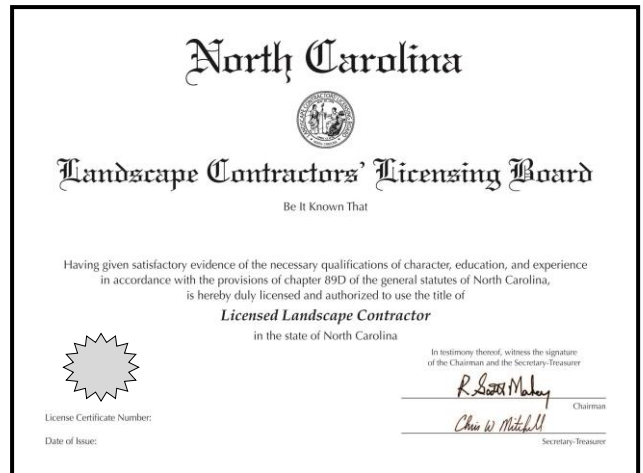 North Carolina
Landscape Contractors' Licensing Board
Be It Known That
Having given satisfactory evidence of the necessary qualifications of character, education, and experience
in accordance with the provisions of chapter 89D of the general statutes of North Carolina,
is hereby duly licensed and authorized to use the title of
Licensed Landscape Contractor
in the state of North Carolina
In testimony thereof, witness the signature
of the Chairman and the Secretary-Treasurer
R Scott
Chairman
License Certificate Number:
Chris W Mitchell
Date of Issue:
Secretary-Treasurer